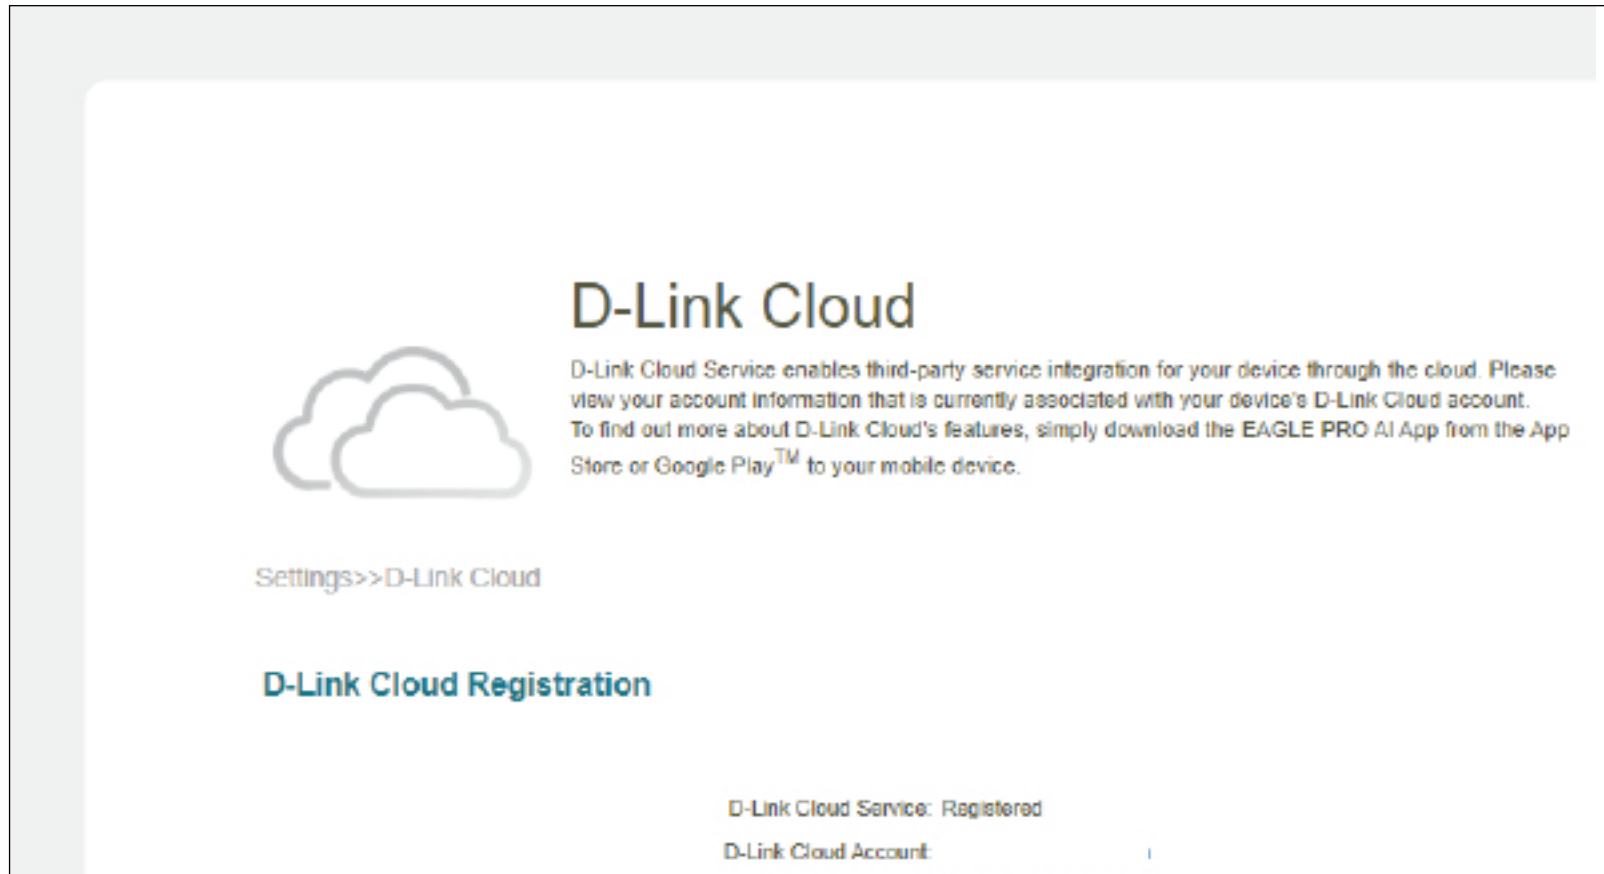 D-Link Cloud
D-Link Cloud Service enables third-party service integration for your device through the cloud. Please
view your account information that is currently associated with your device's D-Link Cloud account.
To find out more about D-Link Cloud's features, simply download the EAGLE PRO AI App from the App
Store or Google Play™ to your mobile device.
Settings>>D-Link Cloud
D-Link Cloud Registration
D-Link Cloud Service: Registered
D-Link Cloud Account: